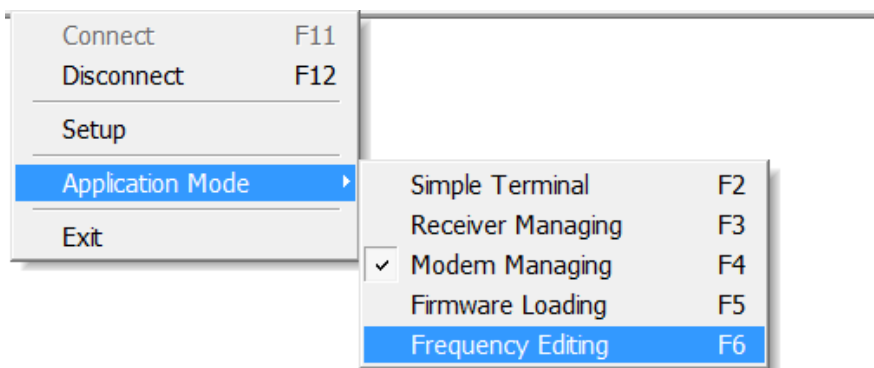 Connect F11
Disconnect F12
Setup
Application Mode
Exit
Simple Terminal F2
Receiver Managing F3
Modem Managing F4
Firmware Loading F5
Frequency Editing F6